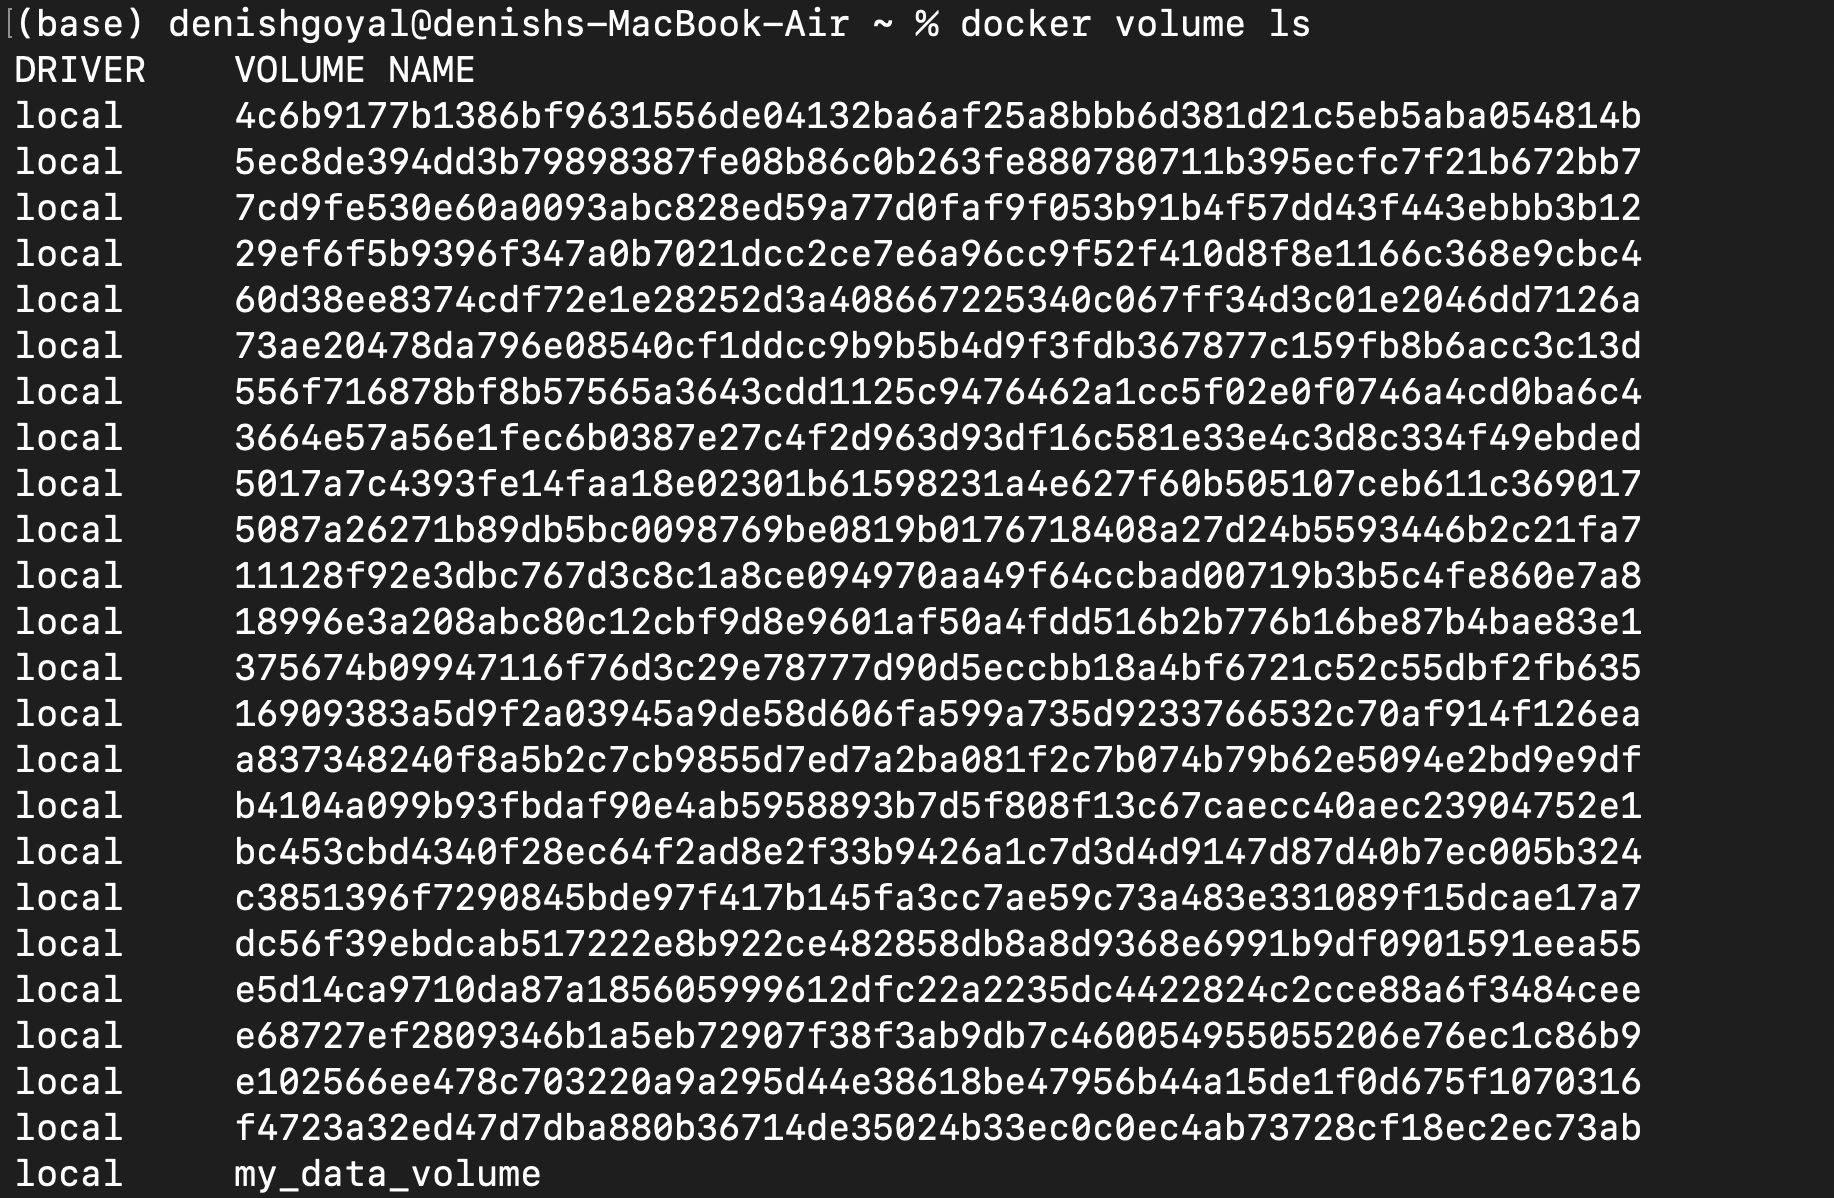 [(base) denishgoyal@denishs-MacBook-Air ~ % docker volume ls
DRIVER    VOLUME NAME
local     4c6b9177b1386bf9631556de04132ba6af25a8bbb6d381d21c5eb5aba054814b
local     5ec8de394dd3b79898387fe08b86c0b263fe880780711b395ecfc7f21b672bb7
local     7cd9fe530e60a0093abc828ed59a77d0faf9f053b91b4f57dd43f443ebbb3b12
local     29ef6f5b9396f347a0b7021dcc2ce7e6a96cc9f52f410d8f8e1166c368e9cbc4
local     60d38ee8374cdf72e1e28252d3a408667225340c067ff34d3c01e2046dd7126a
local     73ae20478da796e08540cf1ddcc9b9b5b4d9f3fdb367877c159fb8b6acc3c13d
local     556f716878bf8b57565a3643cdd1125c9476462a1cc5f02e0f0746a4cd0ba6c4
local     3664e57a56e1fec6b0387e27c4f2d963d93df16c581e33e4c3d8c334f49ebded
local     5017a7c4393fe14faa18e02301b61598231a4e627f60b505107ceb611c369017
local     5087a26271b89db5bc0098769be0819b0176718408a27d24b5593446b2c21fa7
local     11128f92e3dbc767d3c8c1a8ce094970aa49f64ccbad00719b3b5c4fe860e7a8
local     18996e3a208abc80c12cbf9d8e9601af50a4fdd516b2b776b16be87b4bae83e1
local     375674b09947116f76d3c29e78777d90d5eccbb18a4bf6721c52c55dbf2fb635
local     16909383a5d9f2a03945a9de58d606fa599a735d9233766532c70af914f126ea
local     a837348240f8a5b2c7cb9855d7ed7a2ba081f2c7b074b79b62e5094e2bd9e9df
local     b4104a099b93fbdaf90e4ab5958893b7d5f808f13c67caecc40aec23904752e1
local     bc453cbd4340f28ec64f2ad8e2f33b9426a1c7d3d4d9147d87d40b7ec005b324
local     c3851396f7290845bde97f417b145fa3cc7ae59c73a483e331089f15dcae17a7
local     dc56f39ebdcab517222e8b922ce482858db8a8d9368e6991b9df0901591eea55
local     e5d14ca9710da87a185605999612dfc22a2235dc4422824c2cce88a6f3484cee
local     e68727ef2809346b1a5eb72907f38f3ab9db7c460054955055206e76ec1c86b9
local     e102566ee478c703220a9a295d44e38618be47956b44a15de1f0d675f1070316
local     f4723a32ed47d7dba880b36714de35024b33ec0c0ec4ab73728cf18ec2ec73ab
local     my_data_volume